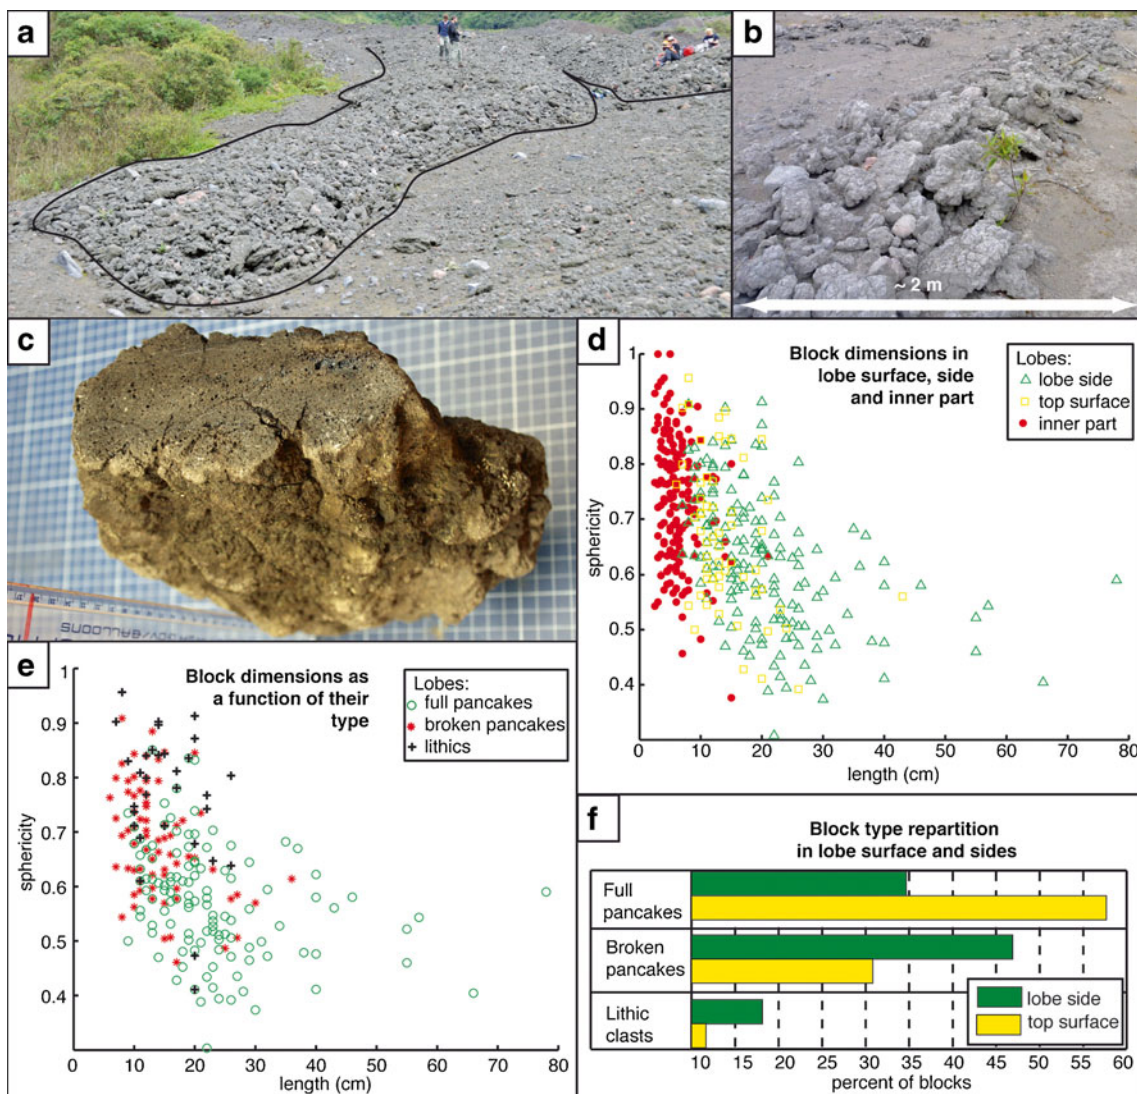 a
b
~ 2 m
c
d
Block dimensions in
lobe surface, side
and inner part
Lobes:
lobe side
top surface
inner part
1
0.9
0.8
0.7
0.6
0.5
0.4
sphericity
0 10 20 30 40 50 60 70 80
length (cm)
e
Block dimensions as
a function of their
type
Lobes:
full pancakes
broken pancakes
lithics
1
0.9
0.8
0.7
0.6
0.5
0.4
sphericity
0 10 20 30 40 50 60 70 80
length (cm)
f
Block type repartition
in lobe surface and sides
Full
pancakes
Broken
pancakes
Lithic
clasts
lobe side
top surface
10 15 20 25 30 35 40 45 50 55 60
percent of blocks